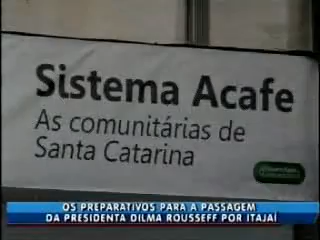 Sistema Acafe
As comunitárias de
Santa Catarina
OS PREPARATIVOS PARA A PASSAGEM
DA PRESIDENTA DILMA ROUSSEFF POR ITAJAÍ